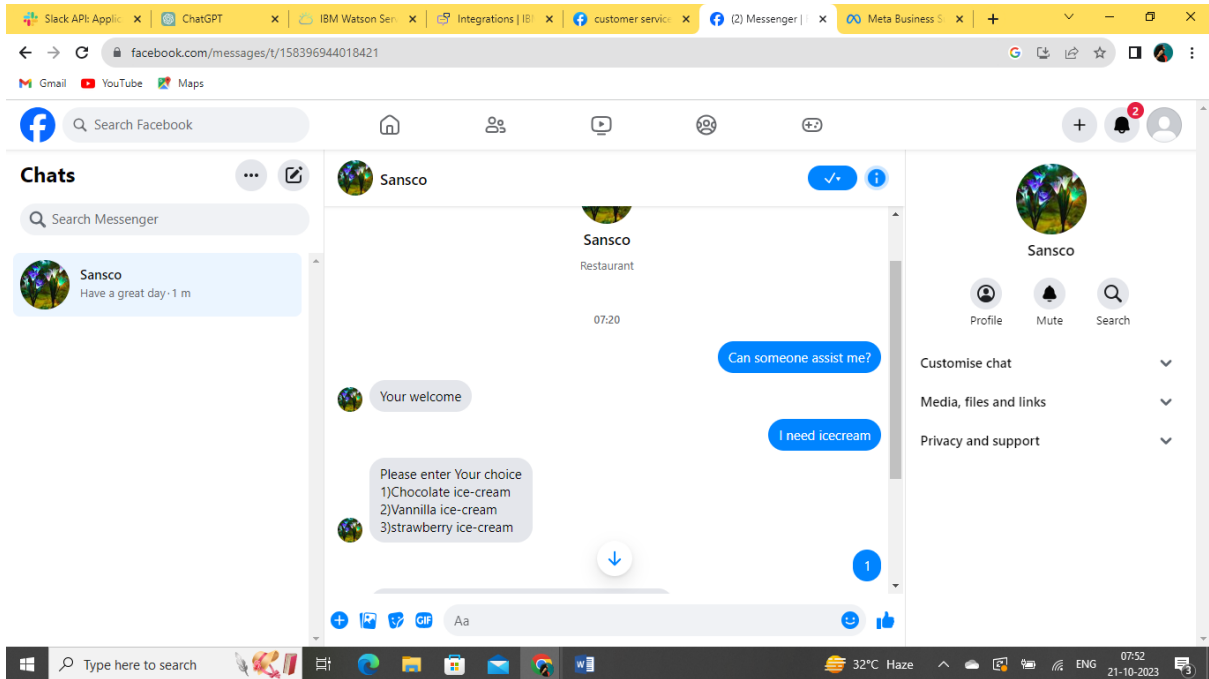 Slack API: Applic
ChatGPT
IBM Watson Ser
Integrations | IB
customer service
(2) Messenger |
Meta Business S
facebook.com/messages/t/158396944018421
Gmail
YouTube
Maps
Search Facebook
2
Chats
Search Messenger
Sansco
Have a great day · 1 m
Sansco
Sansco
Restaurant
07:20
Can someone assist me?
Your welcome
I need icecream
Please enter Your choice
1)Chocolate ice-cream
2)Vannilla ice-cream
3)strawberry ice-cream
1
GIF
Aa
Sansco
Profile
Mute
Search
Customise chat
Media, files and links
Privacy and support
Type here to search
32°C Haze
ENG
07:52
21-10-2023
3